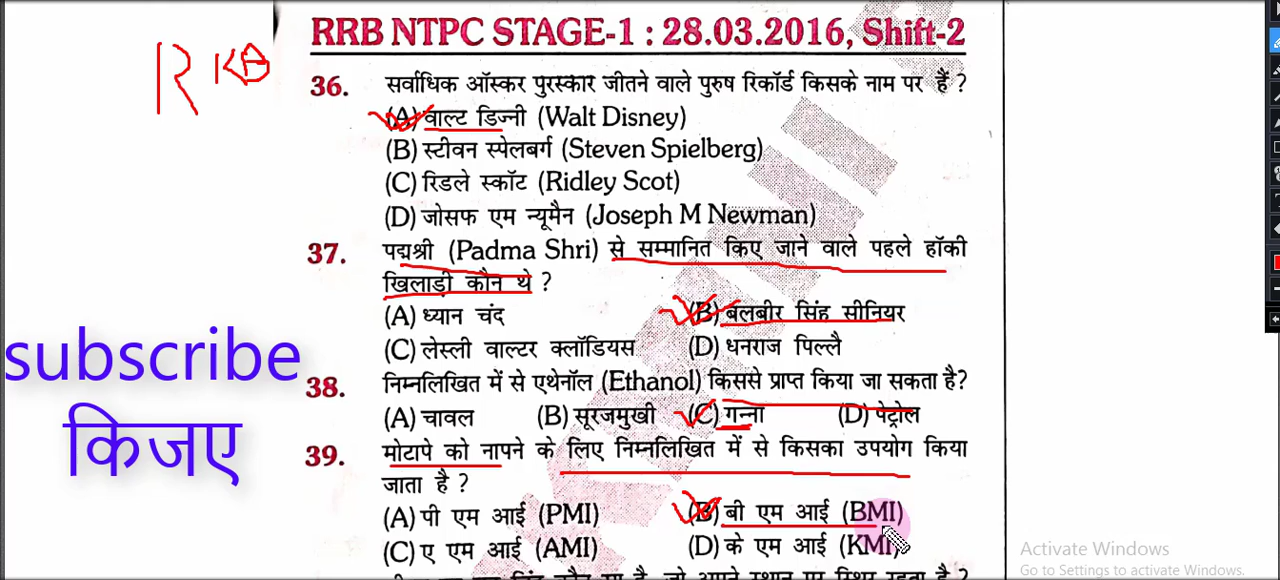 RRB NTPC STAGE-1 : 28.03.2016, Shift-2
R KB
36. सर्वाधिक ऑस्कर पुरस्कार जीतने वाले पुरुष रिकॉर्ड किसके नाम पर हैं ?
(A) वाल्ट डिज्नी (Walt Disney)
(B) स्टीवन स्पेलबर्ग (Steven Spielberg)
(C) रिडले स्कॉट (Ridley Scot)
(D) जोसफ एम न्यूमैन (Joseph M Newman)
37. पद्मश्री (Padma Shri) से सम्मानित किए जाने वाले पहले हॉकी
खिलाड़ी कौन थे ?
(A) ध्यान चंद (B) बलबीर सिंह सीनियर
(C) लेस्ली वाल्टर क्लॉडियस (D) धनराज पिल्लै
subscribe
किजए
38. निम्नलिखित में से एथेनॉल (Ethanol) किससे प्राप्त किया जा सकता है?
(A) चावल (B) सूरजमुखी (C) गन्ना (D) पेट्रोल
39. मोटापे को नापने के लिए निम्नलिखित में से किसका उपयोग किया
जाता है ?
(A) पी एम आई (PMI) (B) बी एम आई (BMI)
(C) ए एम आई (AMI) (D) के एम आई (KMI)
Activate Windows
Go to Settings to activate Windows.